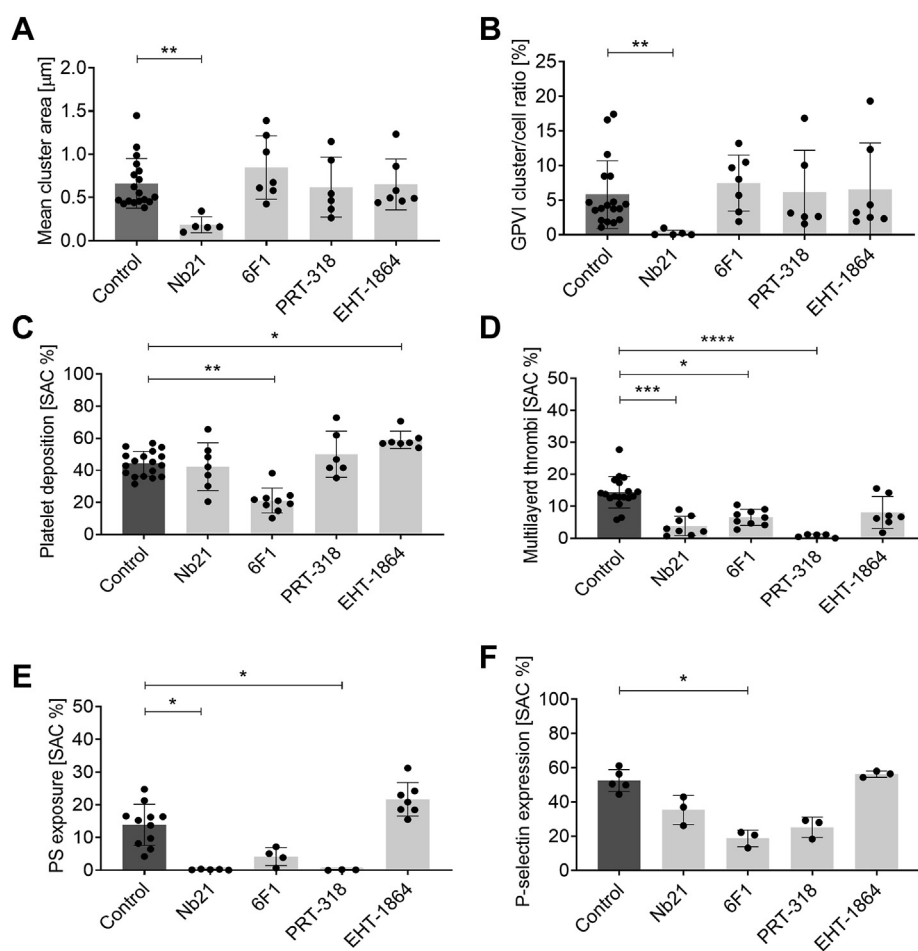 A
Mean cluster area [µm]
**
2.0
1.5
1.0
0.5
0.0
Control
Nb21
6F1
PRT-318
EHT-1864
B
GPVI cluster/cell ratio [%]
**
25
20
15
10
5
0
Control
Nb21
6F1
PRT-318
EHT-1864
C
Platelet deposition [SAC %]
*
**
100
80
60
40
20
0
Control
Nb21
6F1
PRT-318
EHT-1864
D
Multilayerd thrombi [SAC %]
****
*
***
50
40
30
20
10
0
Control
Nb21
6F1
PRT-318
EHT-1864
E
PS exposure [SAC %]
*
*
50
40
30
20
10
0
Control
Nb21
6F1
PRT-318
EHT-1864
F
P-selectin expression [SAC %]
*
100
80
60
40
20
0
Control
Nb21
6F1
PRT-318
EHT-1864